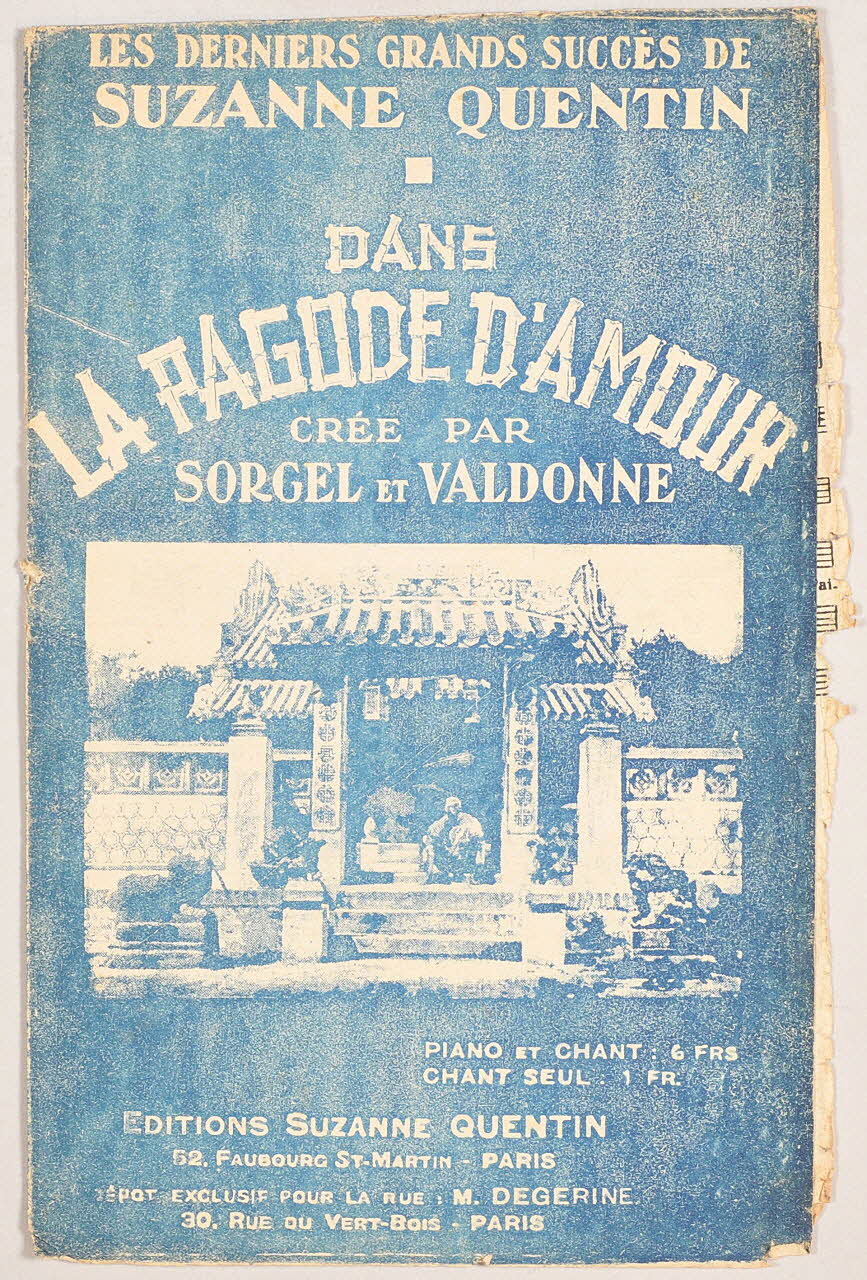 LES DERNIERS GRANDS SUCCÈS DE
SUZANNE QUENTIN
DANS
LA PAGODE D'AMOUR
CRÉE PAR
SORGEL ET VALDONNE
ai.
PIANO ET CHANT : 6 FRS
CHANT SEUL : 1 FR.
EDITIONS SUZANNE QUENTIN
52, FAUBOURG ST-MARTIN - PARIS
DÉPOT EXCLUSIF POUR LA RUE : M. DEGERINE.
30, RUE DU VERT-BOIS - PARIS